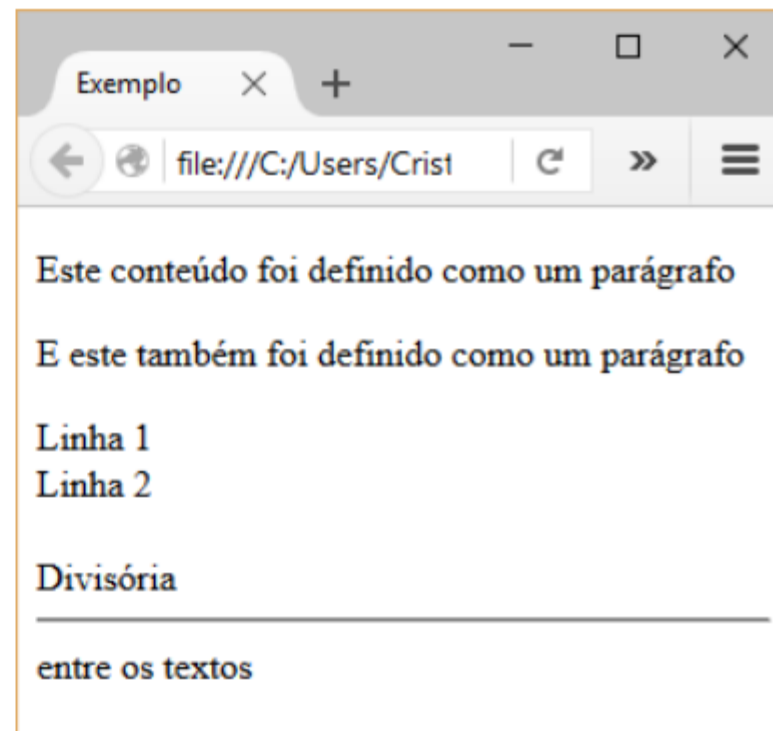 Exemplo
file:///C:/Users/Crist
Este conteúdo foi definido como um parágrafo
E este também foi definido como um parágrafo
Linha 1
Linha 2
Divisória
entre os textos